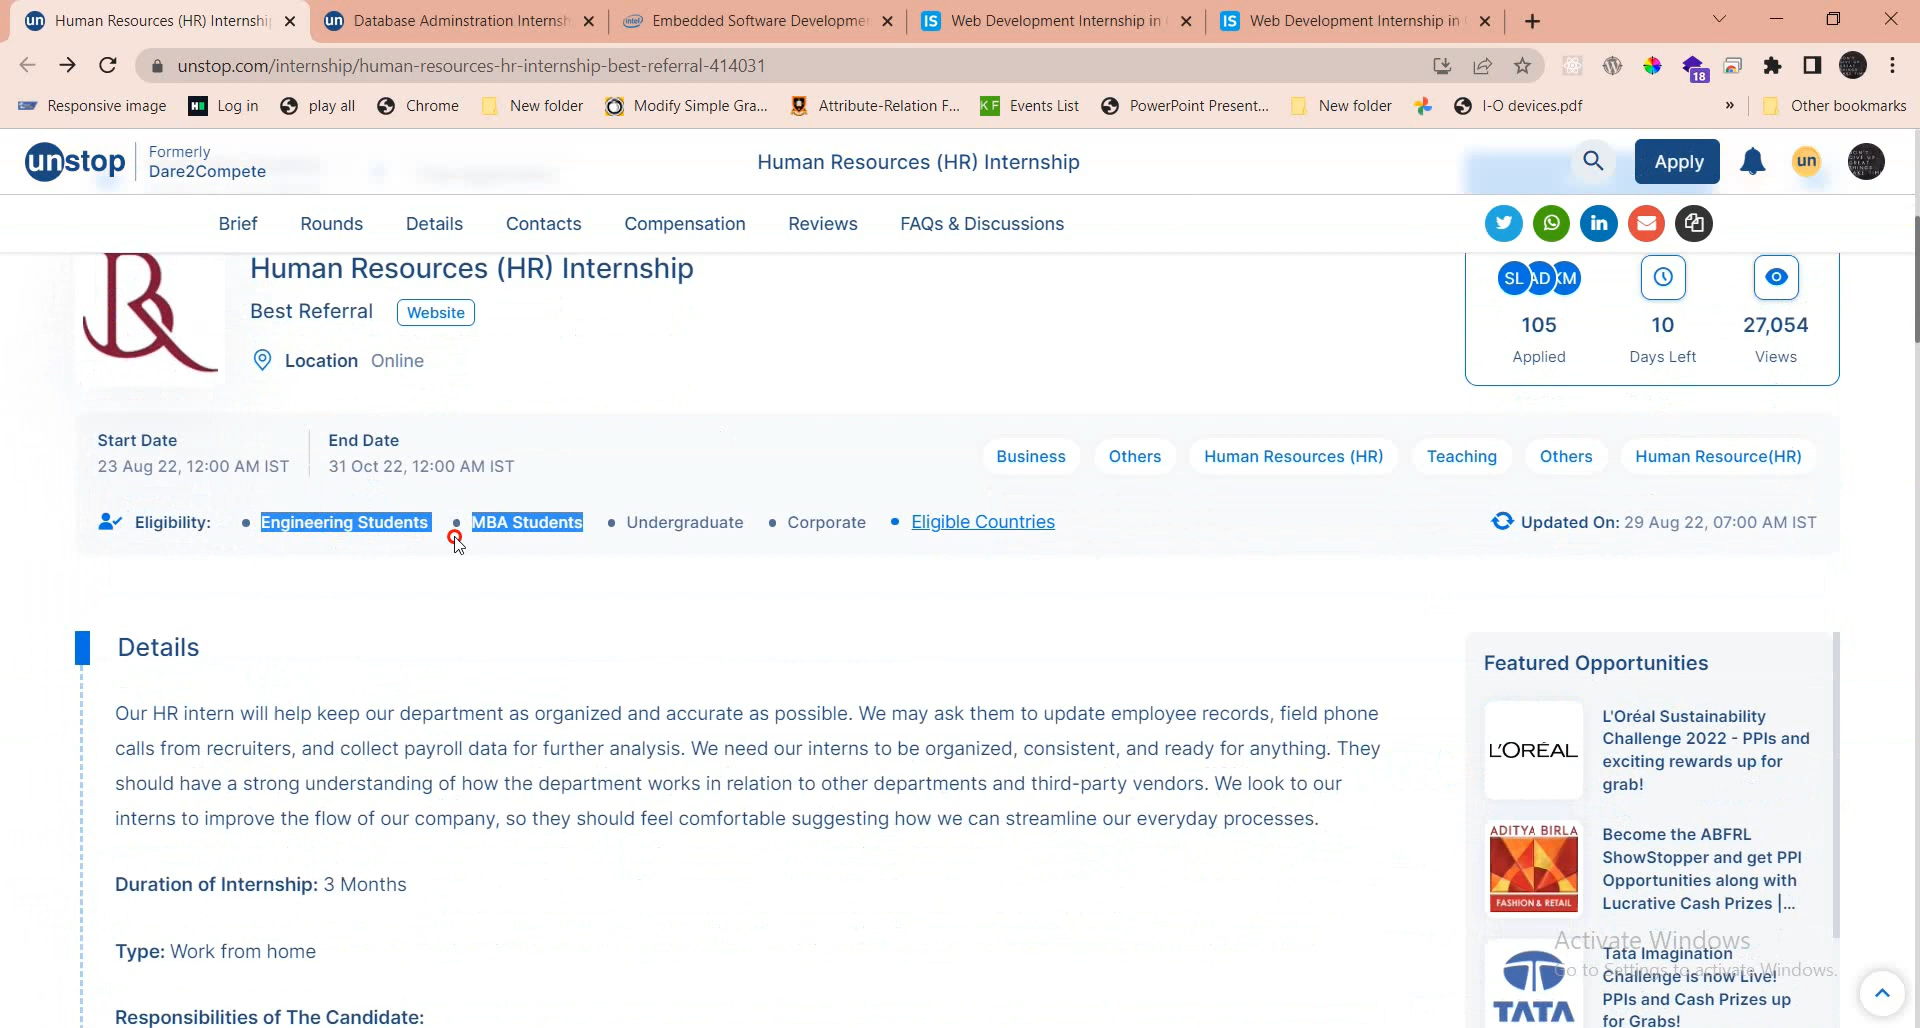 un Human Resources (HR) Internshi
un Database Adminstration Internsh
intel Embedded Software Developme
IS Web Development Internship in
IS Web Development Internship in
unstop.com/internship/human-resources-hr-internship-best-referral-414031
18
Responsive image
Log in
play all
Chrome
New folder
Modify Simple Gra...
Attribute-Relation F...
KF Events List
PowerPoint Present...
New folder
I-O devices.pdf
»
Other bookmarks
unstop
Formerly
Dare2Compete
Human Resources (HR) Internship
Apply
un
Brief
Rounds
Details
Contacts
Compensation
Reviews
FAQs & Discussions
Human Resources (HR) Internship
Best Referral
Website
Location Online
SL AD KM
105
Applied
10
Days Left
27,054
Views
Start Date
23 Aug 22, 12:00 AM IST
End Date
31 Oct 22, 12:00 AM IST
Business
Others
Human Resources (HR)
Teaching
Others
Human Resource(HR)
Eligibility: • Engineering Students • MBA Students • Undergraduate • Corporate • Eligible Countries
Updated On: 29 Aug 22, 07:00 AM IST
Details
Our HR intern will help keep our department as organized and accurate as possible. We may ask them to update employee records, field phone
calls from recruiters, and collect payroll data for further analysis. We need our interns to be organized, consistent, and ready for anything. They
should have a strong understanding of how the department works in relation to other departments and third-party vendors. We look to our
interns to improve the flow of our company, so they should feel comfortable suggesting how we can streamline our everyday processes.
Duration of Internship: 3 Months
Type: Work from home
Responsibilities of The Candidate:
Featured Opportunities
L'ORÉAL
L'Oréal Sustainability
Challenge 2022 - PPIs and
exciting rewards up for
grab!
ADITYA BIRLA
FASHION & RETAIL
Become the ABFRL
ShowStopper and get PPI
Opportunities along with
Lucrative Cash Prizes |...
TATA
Tata Imagination
Challenge is now Live!
PPIs and Cash Prizes up
for Grabs!
Activate Windows
Go to Settings to activate Windows.